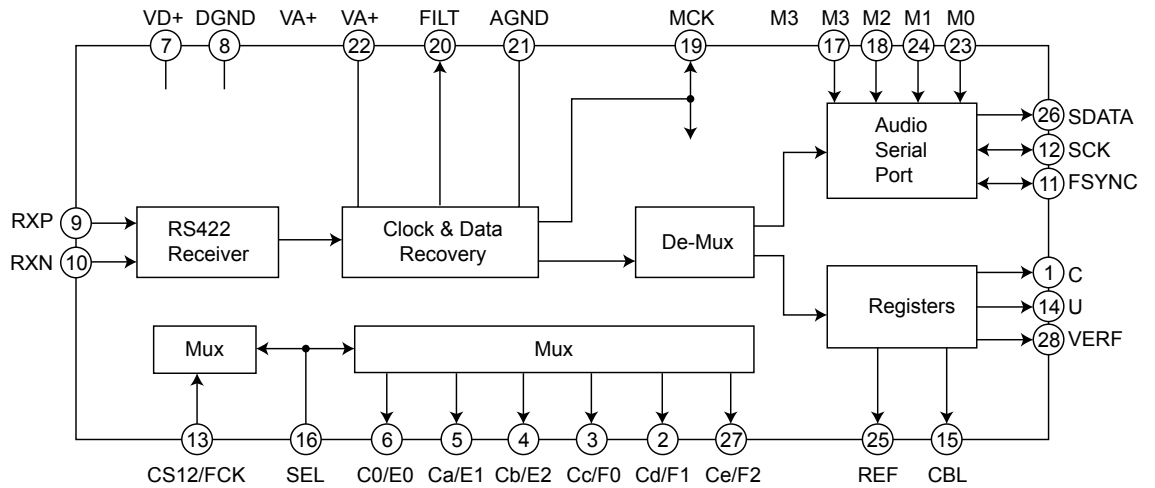 VD+ DGND VA+ VA+ FILT AGND MCK M3 M3 M2 M1 M0
7 8 22 20 21 19 17 18 24 23
26 SDATA
Audio
Serial
Port
12 SCK
11 FSYNC
RXP 9
RXN 10
RS422
Receiver
Clock & Data
Recovery
De-Mux
1 C
Registers
14 U
28 VERF
Mux
Mux
13 16 6 5 4 3 2 27 25 15
CS12/FCK SEL C0/E0 Ca/E1 Cb/E2 Cc/F0 Cd/F1 Ce/F2 REF CBL